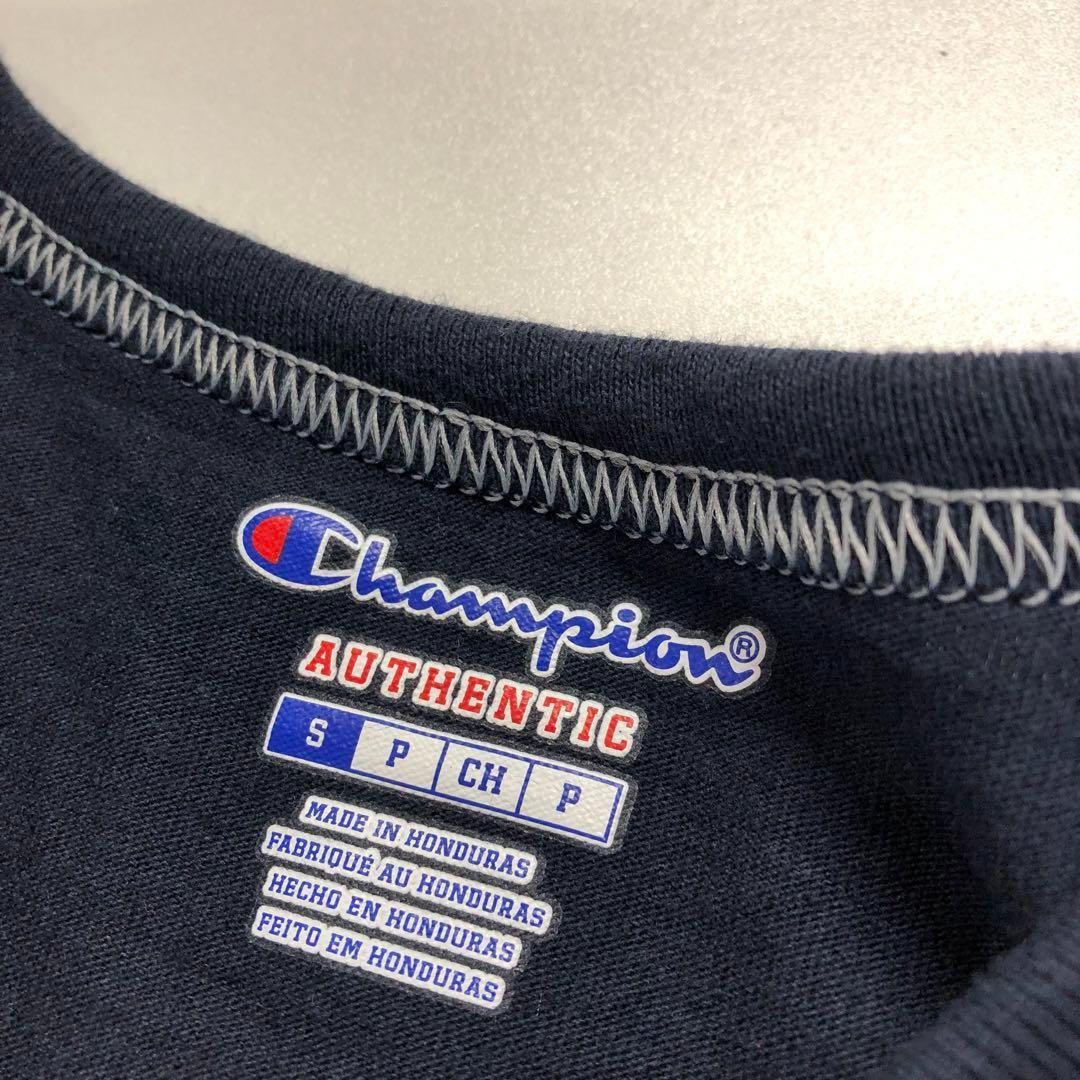 Champion®
AUTHENTIC
S P CH P
MADE IN HONDURAS
FABRIQUÉ AU HONDURAS
HECHO EN HONDURAS
FEITO EM HONDURAS